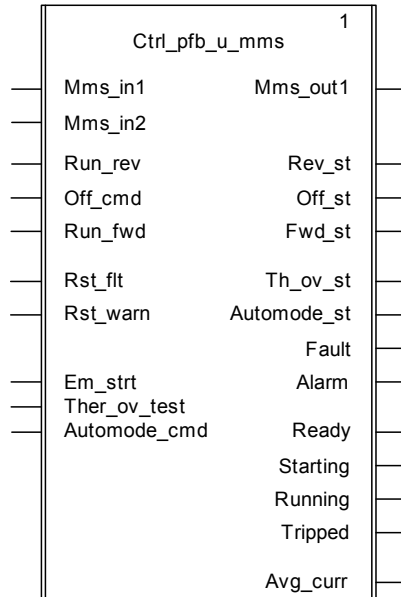 1
Ctrl_pfb_u_mms
Mms_in1 Mms_out1
Mms_in2
Run_rev Rev_st
Off_cmd Off_st
Run_fwd Fwd_st
Rst_flt Th_ov_st
Rst_warn Automode_st
Fault
Em_strt Alarm
Ther_ov_test
Automode_cmd Ready
Starting
Running
Tripped
Avg_curr